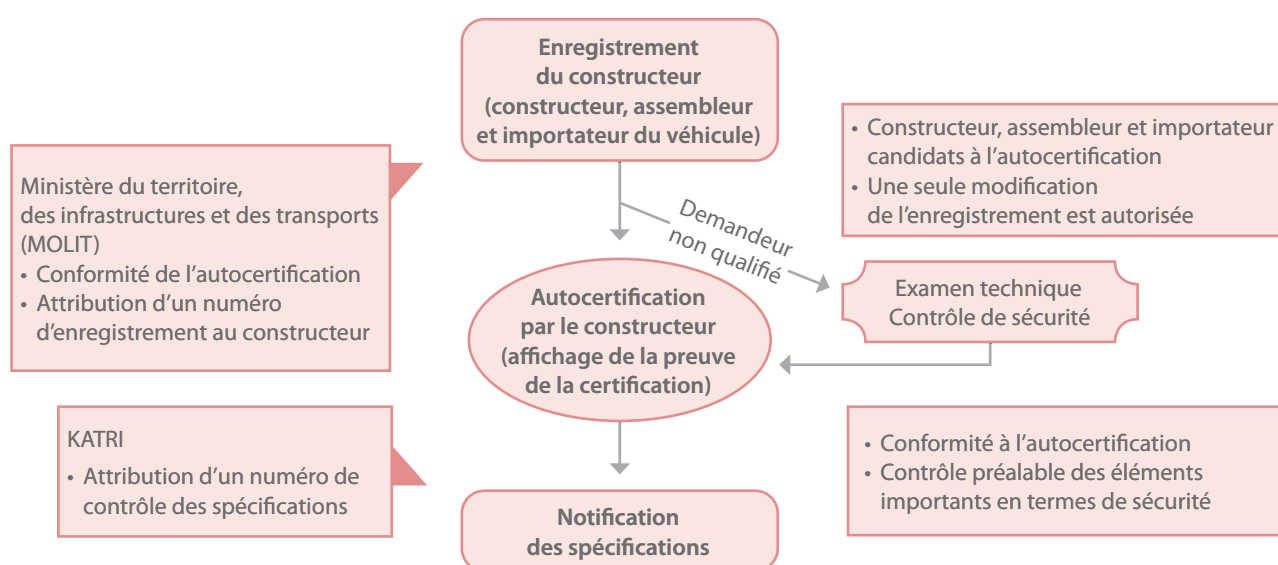 Enregistrement
du constructeur
(constructeur, assembleur
et importateur du véhicule)
Ministère du territoire,
des infrastructures et des transports
(MOLIT)
• Conformité de l'autocertification
• Attribution d'un numéro
d'enregistrement au constructeur
• Constructeur, assembleur et importateur
candidats à l'autocertification
• Une seule modification
de l'enregistrement est autorisée
Demandeur
non qualifié
Examen technique
Contrôle de sécurité
Autocertification
par le constructeur
(affichage de la preuve
de la certification)
KATRI
• Attribution d'un numéro de
contrôle des spécifications
• Conformité à l'autocertification
• Contrôle préalable des éléments
importants en termes de sécurité
Notification
des spécifications